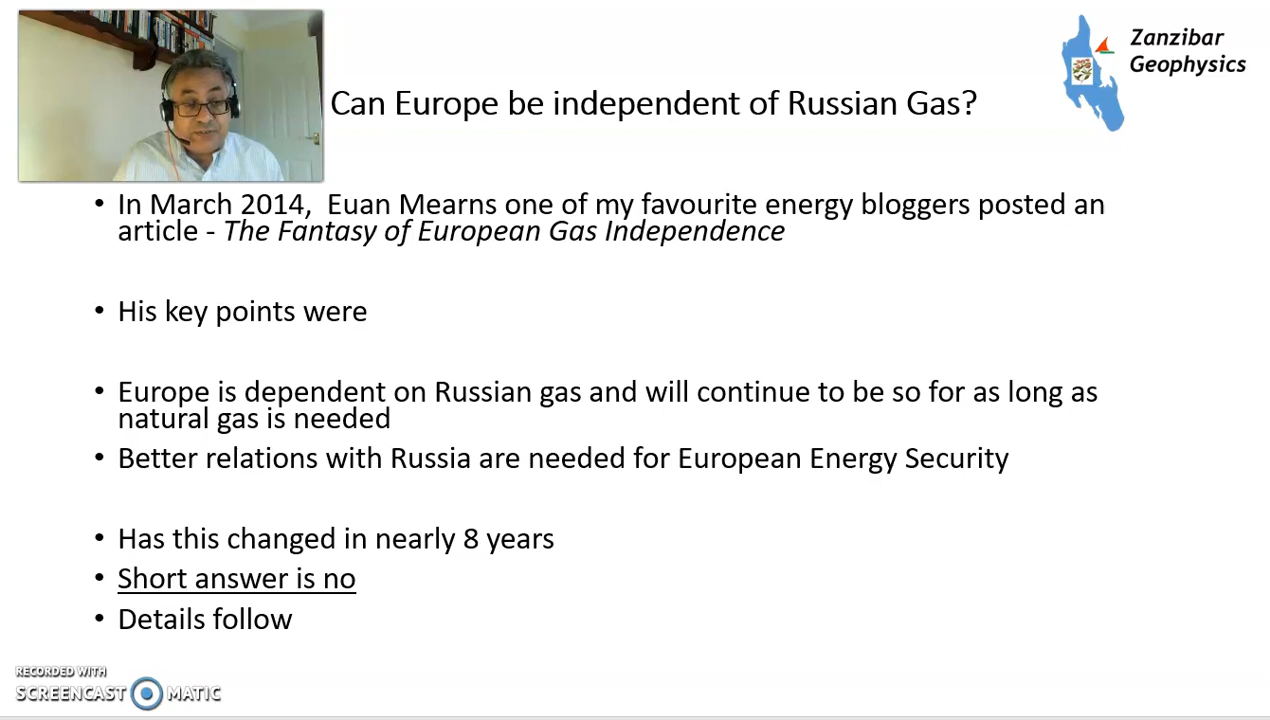 Zanzibar
Geophysics
Can Europe be independent of Russian Gas?
• In March 2014,  Euan Mearns one of my favourite energy bloggers posted an
article - The Fantasy of European Gas Independence
• His key points were
• Europe is dependent on Russian gas and will continue to be so for as long as
natural gas is needed
• Better relations with Russia are needed for European Energy Security
• Has this changed in nearly 8 years
• Short answer is no
• Details follow
RECORDED WITH
SCREENCAST MATIC